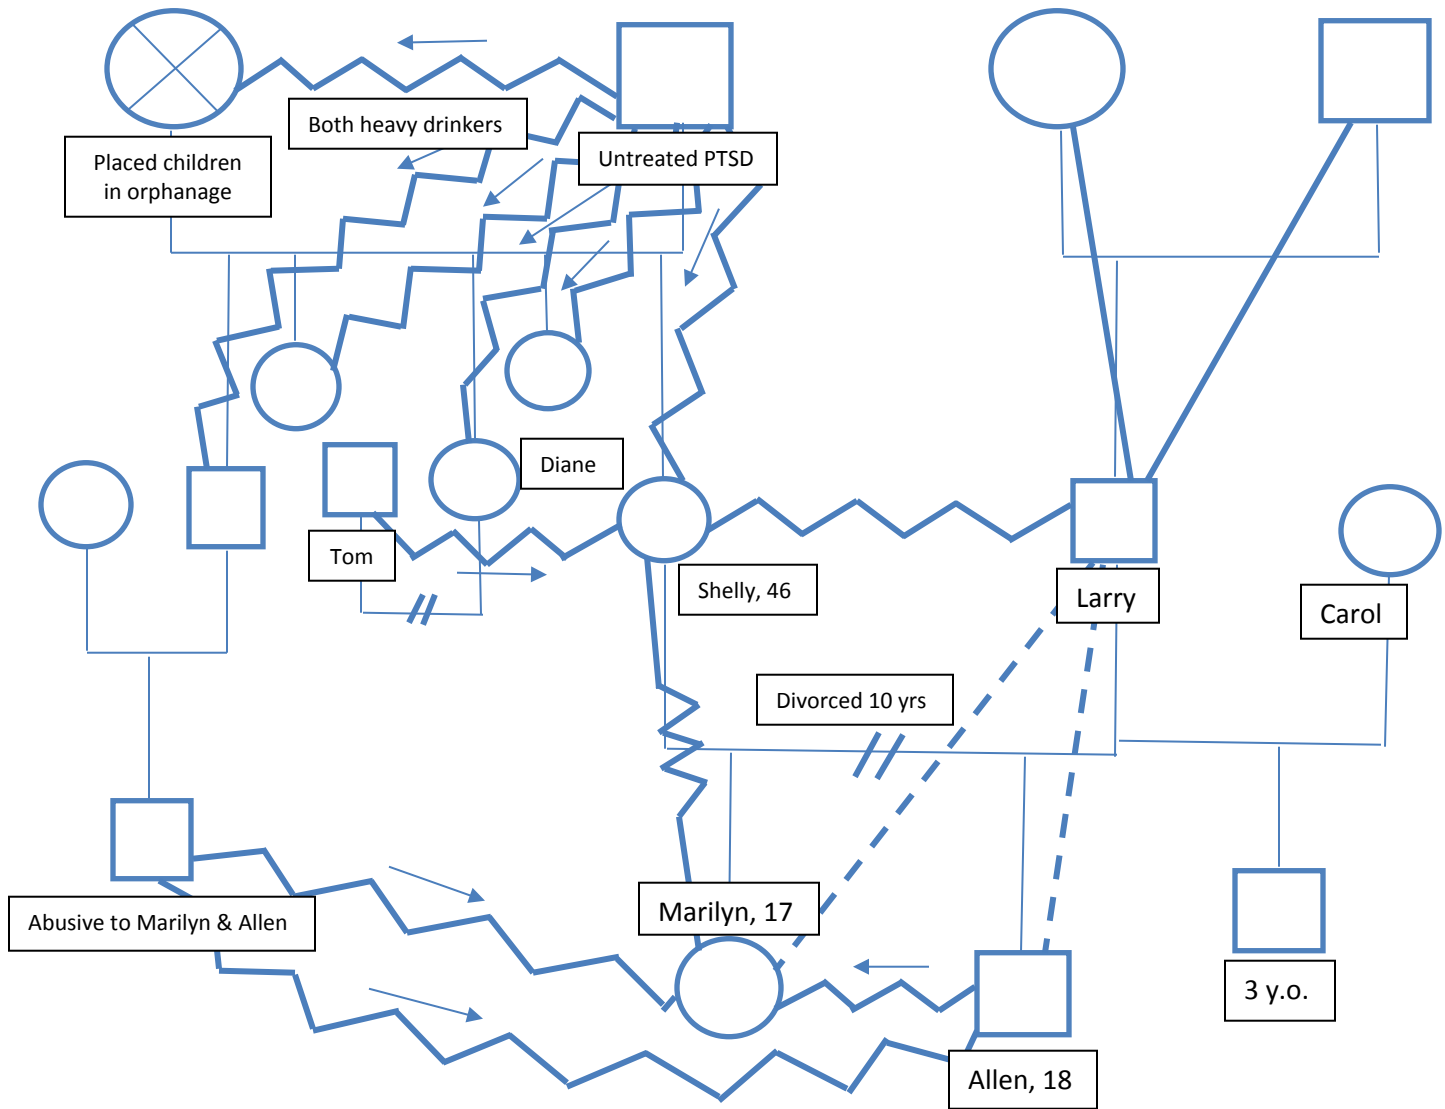 Both heavy drinkers
Placed children
in orphanage
Untreated PTSD
Diane
Tom
Shelly, 46
Larry
Carol
Divorced 10 yrs
Marilyn, 17
Abusive to Marilyn & Allen
3 y.o.
Allen, 18